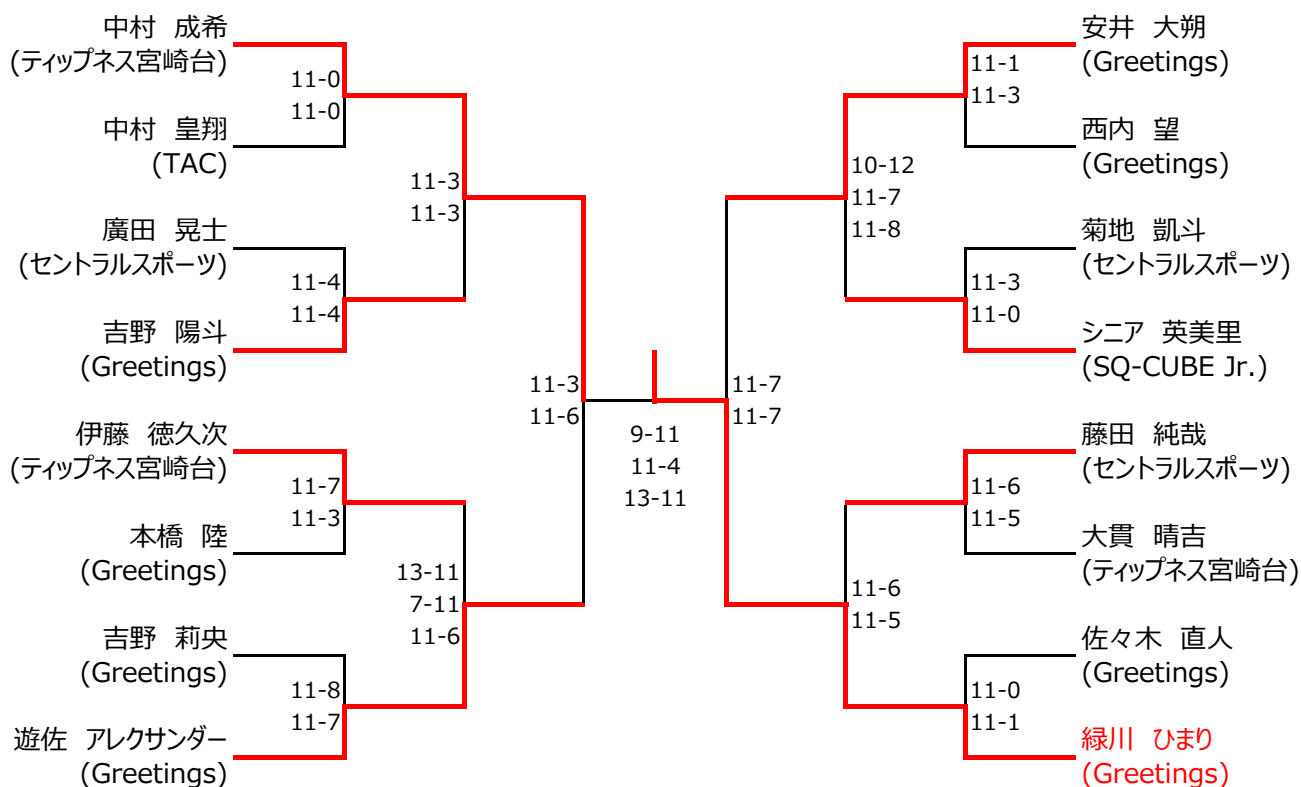 中村 成希
(ティップネス宮崎台)
11-0
11-0
中村 皇翔
(TAC)
11-3
11-3
廣田 晃士
(セントラルスポーツ)
11-4
11-4
吉野 陽斗
(Greetings)
11-3
11-6
伊藤 徳久次
(ティップネス宮崎台)
11-7
11-3
本橋 陸
(Greetings)
13-11
7-11
11-6
吉野 莉央
(Greetings)
11-8
11-7
遊佐 アレクサンダー
(Greetings)
9-11
11-4
13-11
安井 大朔
(Greetings)
11-1
11-3
西内 望
(Greetings)
10-12
11-7
11-8
菊地 凱斗
(セントラルスポーツ)
11-3
11-0
シニア 英美里
(SQ-CUBE Jr.)
11-7
11-7
藤田 純哉
(セントラルスポーツ)
11-6
11-5
大貫 晴吉
(ティップネス宮崎台)
11-6
11-5
佐々木 直人
(Greetings)
11-0
11-1
緑川 ひまり
(Greetings)